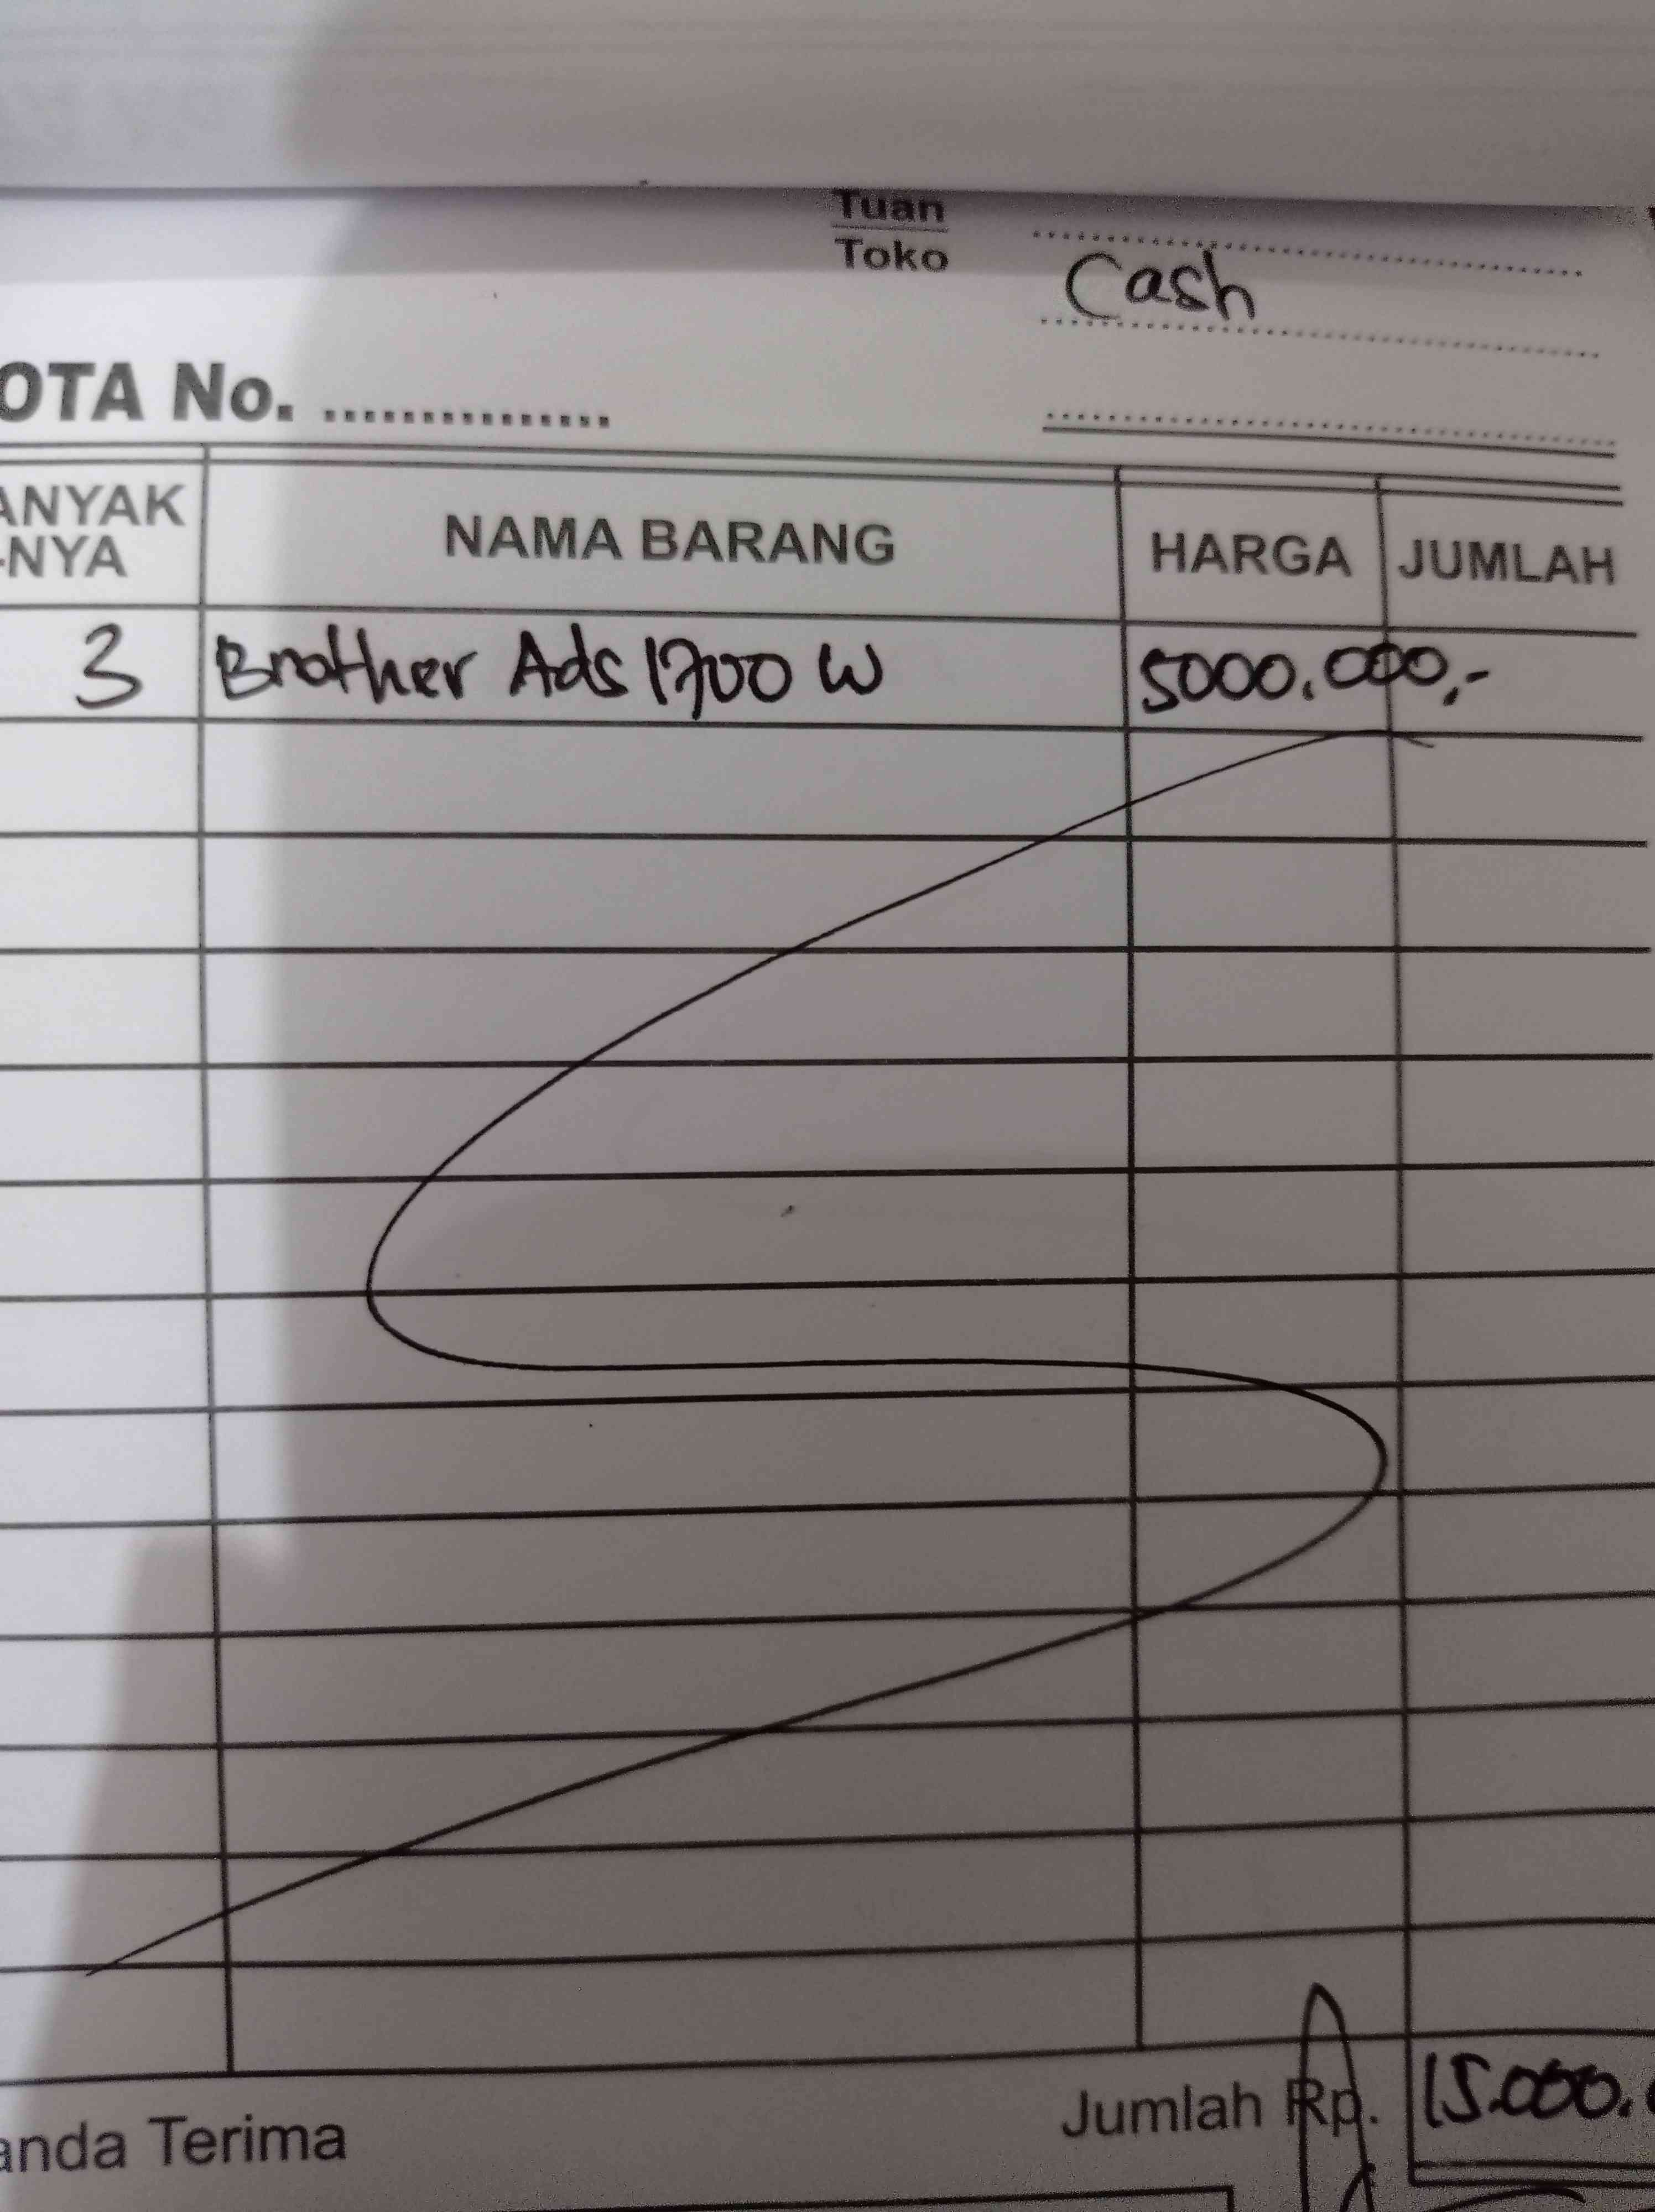 Tuan
Toko
Cash
OTA No. ...............
ANYAK
-NYA
NAMA BARANG
HARGA
JUMLAH
3 Brother Ads 1700 W 5000.000,-
Jumlah Rp. 15.000.
anda Terima